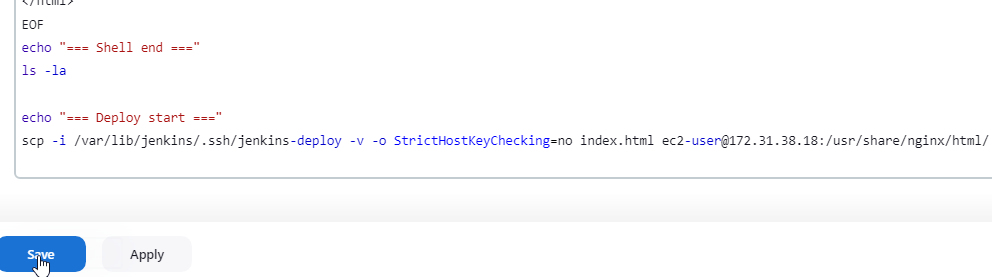 </html>
EOF
echo "=== Shell end ==="
ls -la
echo "=== Deploy start ==="
scp -i /var/lib/jenkins/.ssh/jenkins-deploy -v -o StrictHostKeyChecking=no index.html ec2-user@172.31.38.18:/usr/share/nginx/html/
Save
Apply